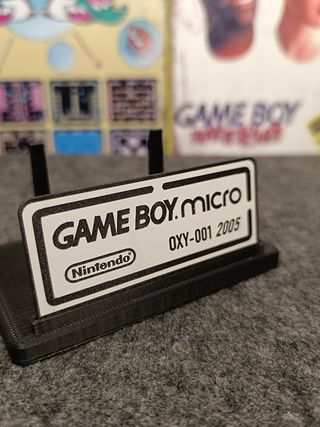 GAME BOY
GAME BOY micro
OXY-001 2005
Nintendo